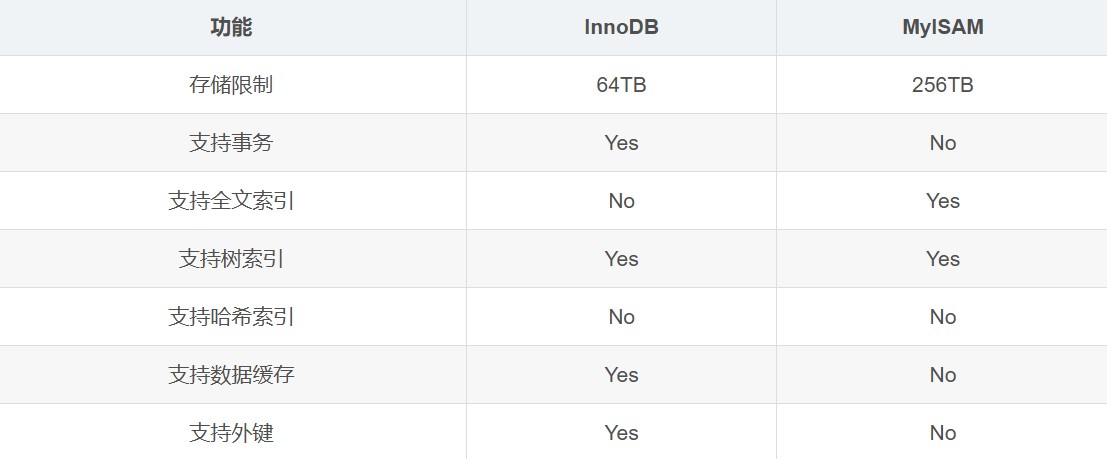 功能 InnoDB MyISAM
存储限制 64TB 256TB
支持事务 Yes No
支持全文索引 No Yes
支持树索引 Yes Yes
支持哈希索引 No No
支持数据缓存 Yes No
支持外键 Yes No